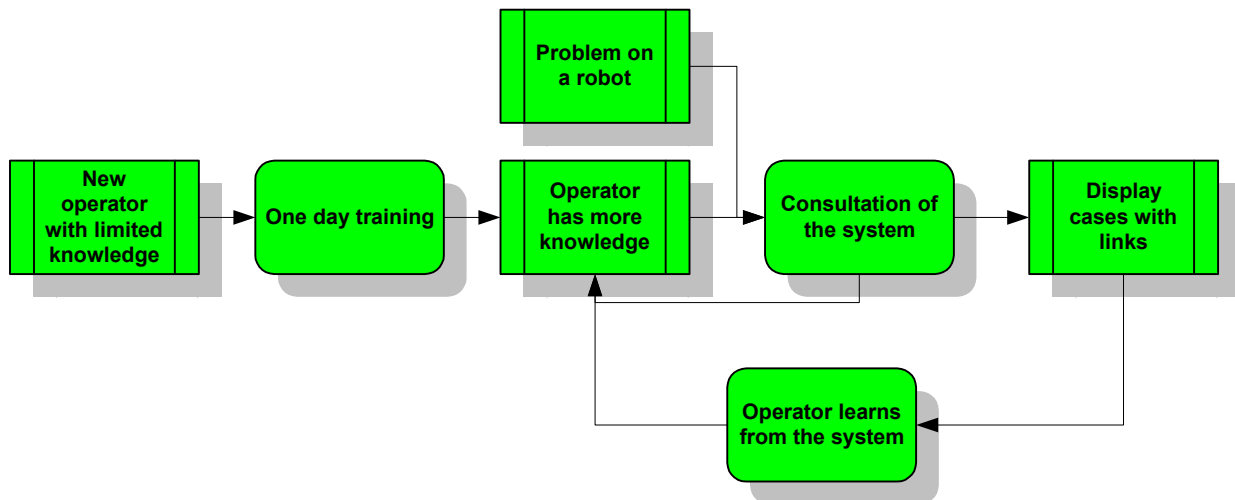 Problem on
a robot
New
operator
with limited
knowledge
One day training
Operator
has more
knowledge
Consultation of
the system
Display
cases with
links
Operator learns
from the system